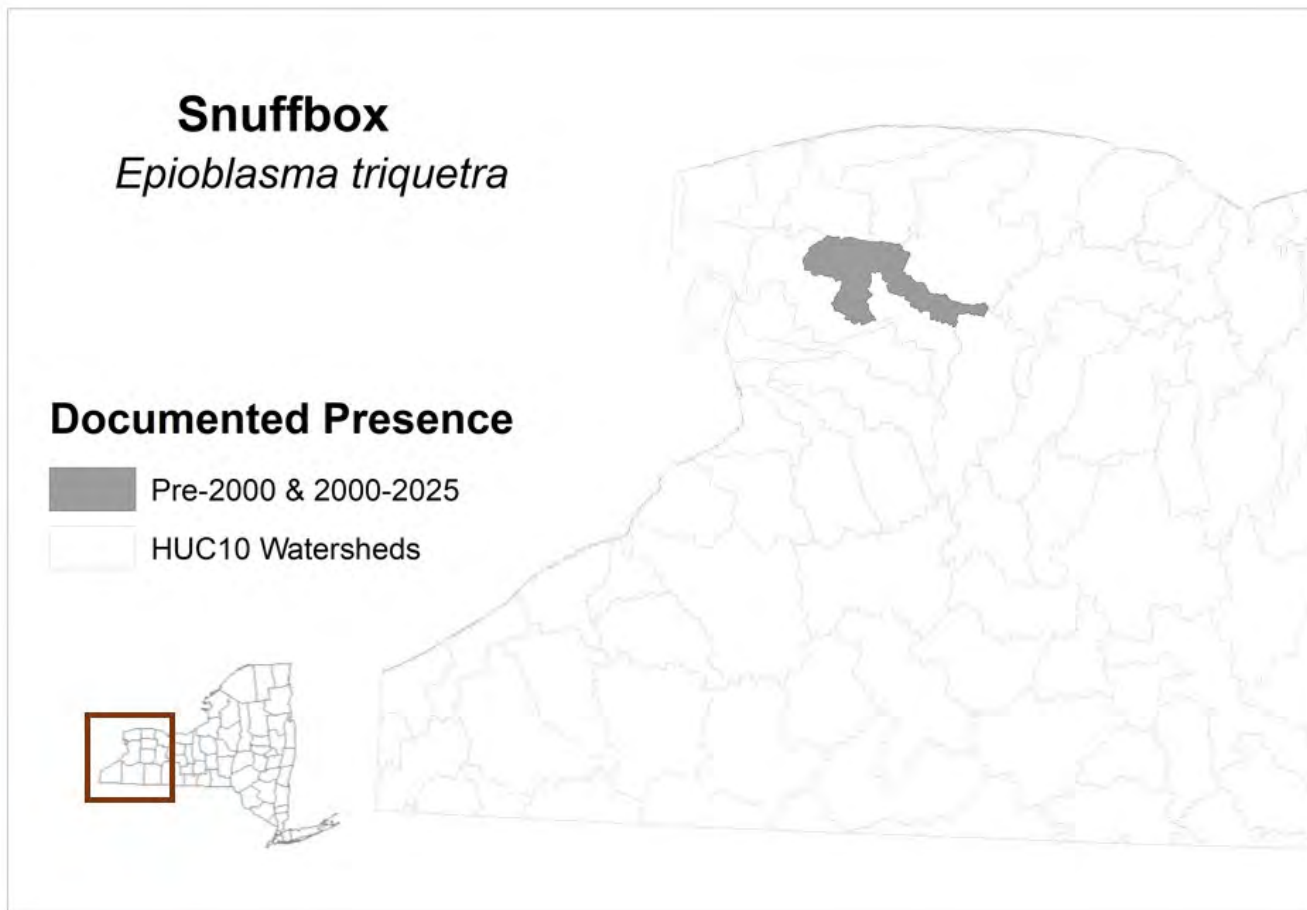 Snuffbox
Epioblasma triquetra
Documented Presence
Pre-2000 & 2000-2025
HUC10 Watersheds